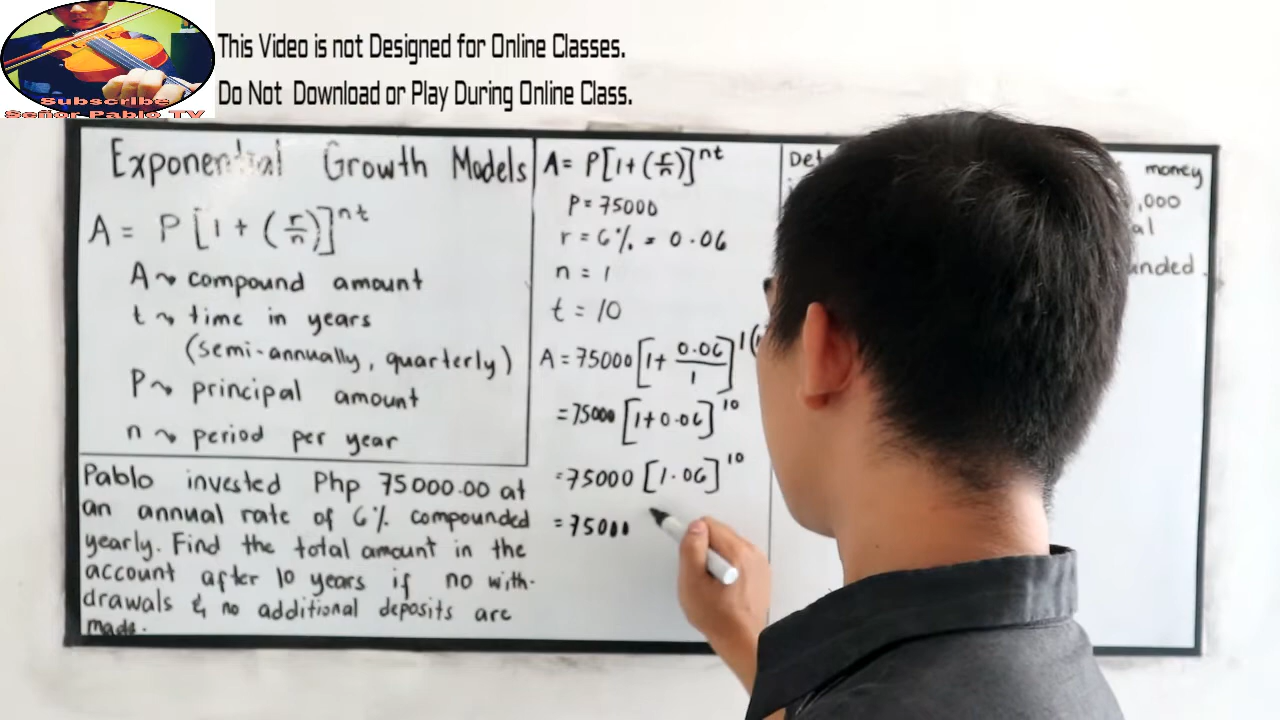 This Video is not Designed for Online Classes.
Do Not Download or Play During Online Class.
Subscribe
Señor Pablo TV
Exponential Growth Models
A = P[1 + (r/n)]^nt
A ~ compound amount
t ~ time in years
(semi-annually, quarterly)
P ~ principal amount
n ~ period per year
Pablo invested Php 75000.00 at
an annual rate of 6% compounded
yearly. Find the total amount in the
account after 10 years if no with-
drawals & no additional deposits are
made.
A = P[1+(r/n)]^nt
P = 75000
r = 6% = 0.06
n = 1
t = 10
A = 75000[1+ 0.06/1]^1(
= 75000[1+0.06]^10
= 75000[1.06]^10
= 75000
money
,000